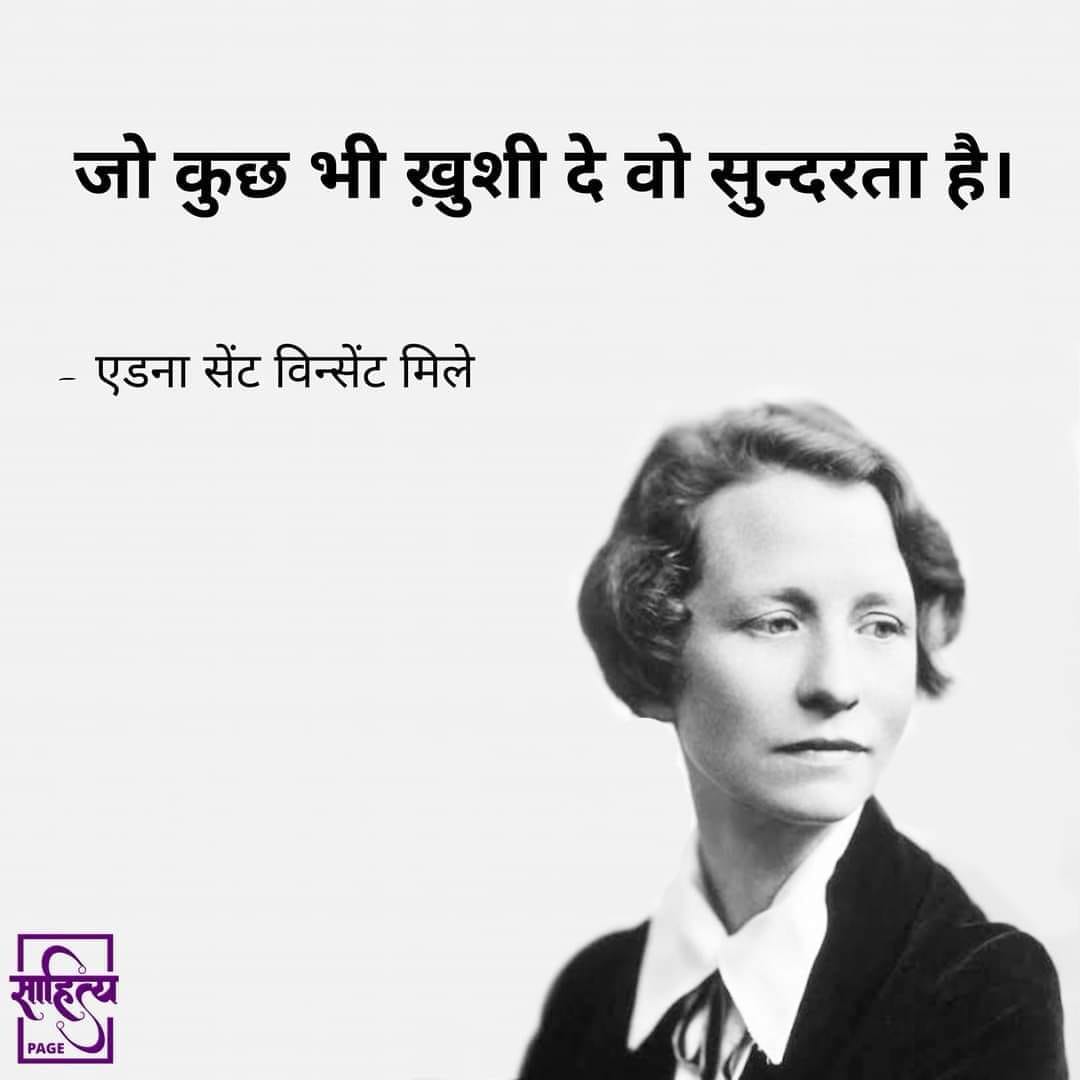 जो कुछ भी ख़ुशी दे वो सुन्दरता है।
- एडना सेंट विन्सेंट मिले
साहित्य
PAGE